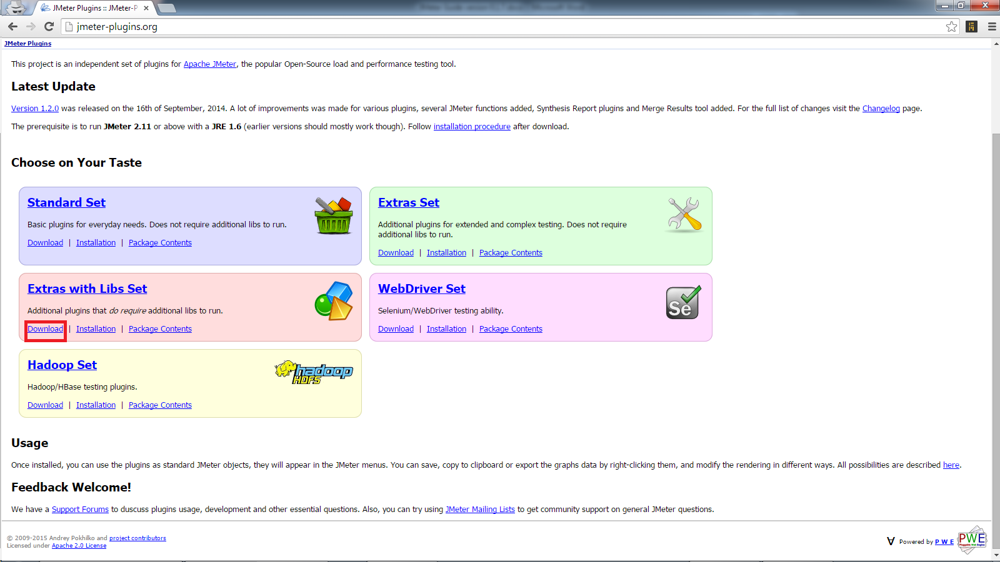 JMeter Plugins :: JMeter-P
jmeter-plugins.org
JMeter Plugins
This project is an independent set of plugins for Apache JMeter, the popular Open-Source load and performance testing tool.
Latest Update
Version 1.2.0 was released on the 16th of September, 2014. A lot of improvements was made for various plugins, several JMeter functions added, Synthesis Report plugins and Merge Results tool added. For the full list of changes visit the Changelog page.
The prerequisite is to run JMeter 2.11 or above with a JRE 1.6 (earlier versions should mostly work though). Follow installation procedure after download.
Choose on Your Taste
Standard Set
Basic plugins for everyday needs. Does not require additional libs to run.
Download | Installation | Package Contents
Extras Set
Additional plugins for extended and complex testing. Does not require
additional libs to run.
Download | Installation | Package Contents
Extras with Libs Set
Additional plugins that do require additional libs to run.
Download | Installation | Package Contents
WebDriver Set
Selenium/WebDriver testing ability.
Download | Installation | Package Contents
Se
Hadoop Set
Hadoop/HBase testing plugins.
Download | Installation | Package Contents
hadoop
HDFS
Usage
Once installed, you can use the plugins as standard JMeter objects, they will appear in the JMeter menus. You can save, copy to clipboard or export the graphs data by right-clicking them, and modify the rendering in different ways. All possibilities are described here.
Feedback Welcome!
We have a Support Forums to duscuss plugins usage, development and other essential questions. Also, you can try using JMeter Mailing Lists to get community support on general JMeter questions.
© 2009-2015 Andrey Pokhilko and project contributors
Licensed under Apache 2.0 License
Powered by P W E
PWE
Pluggable Web Engine